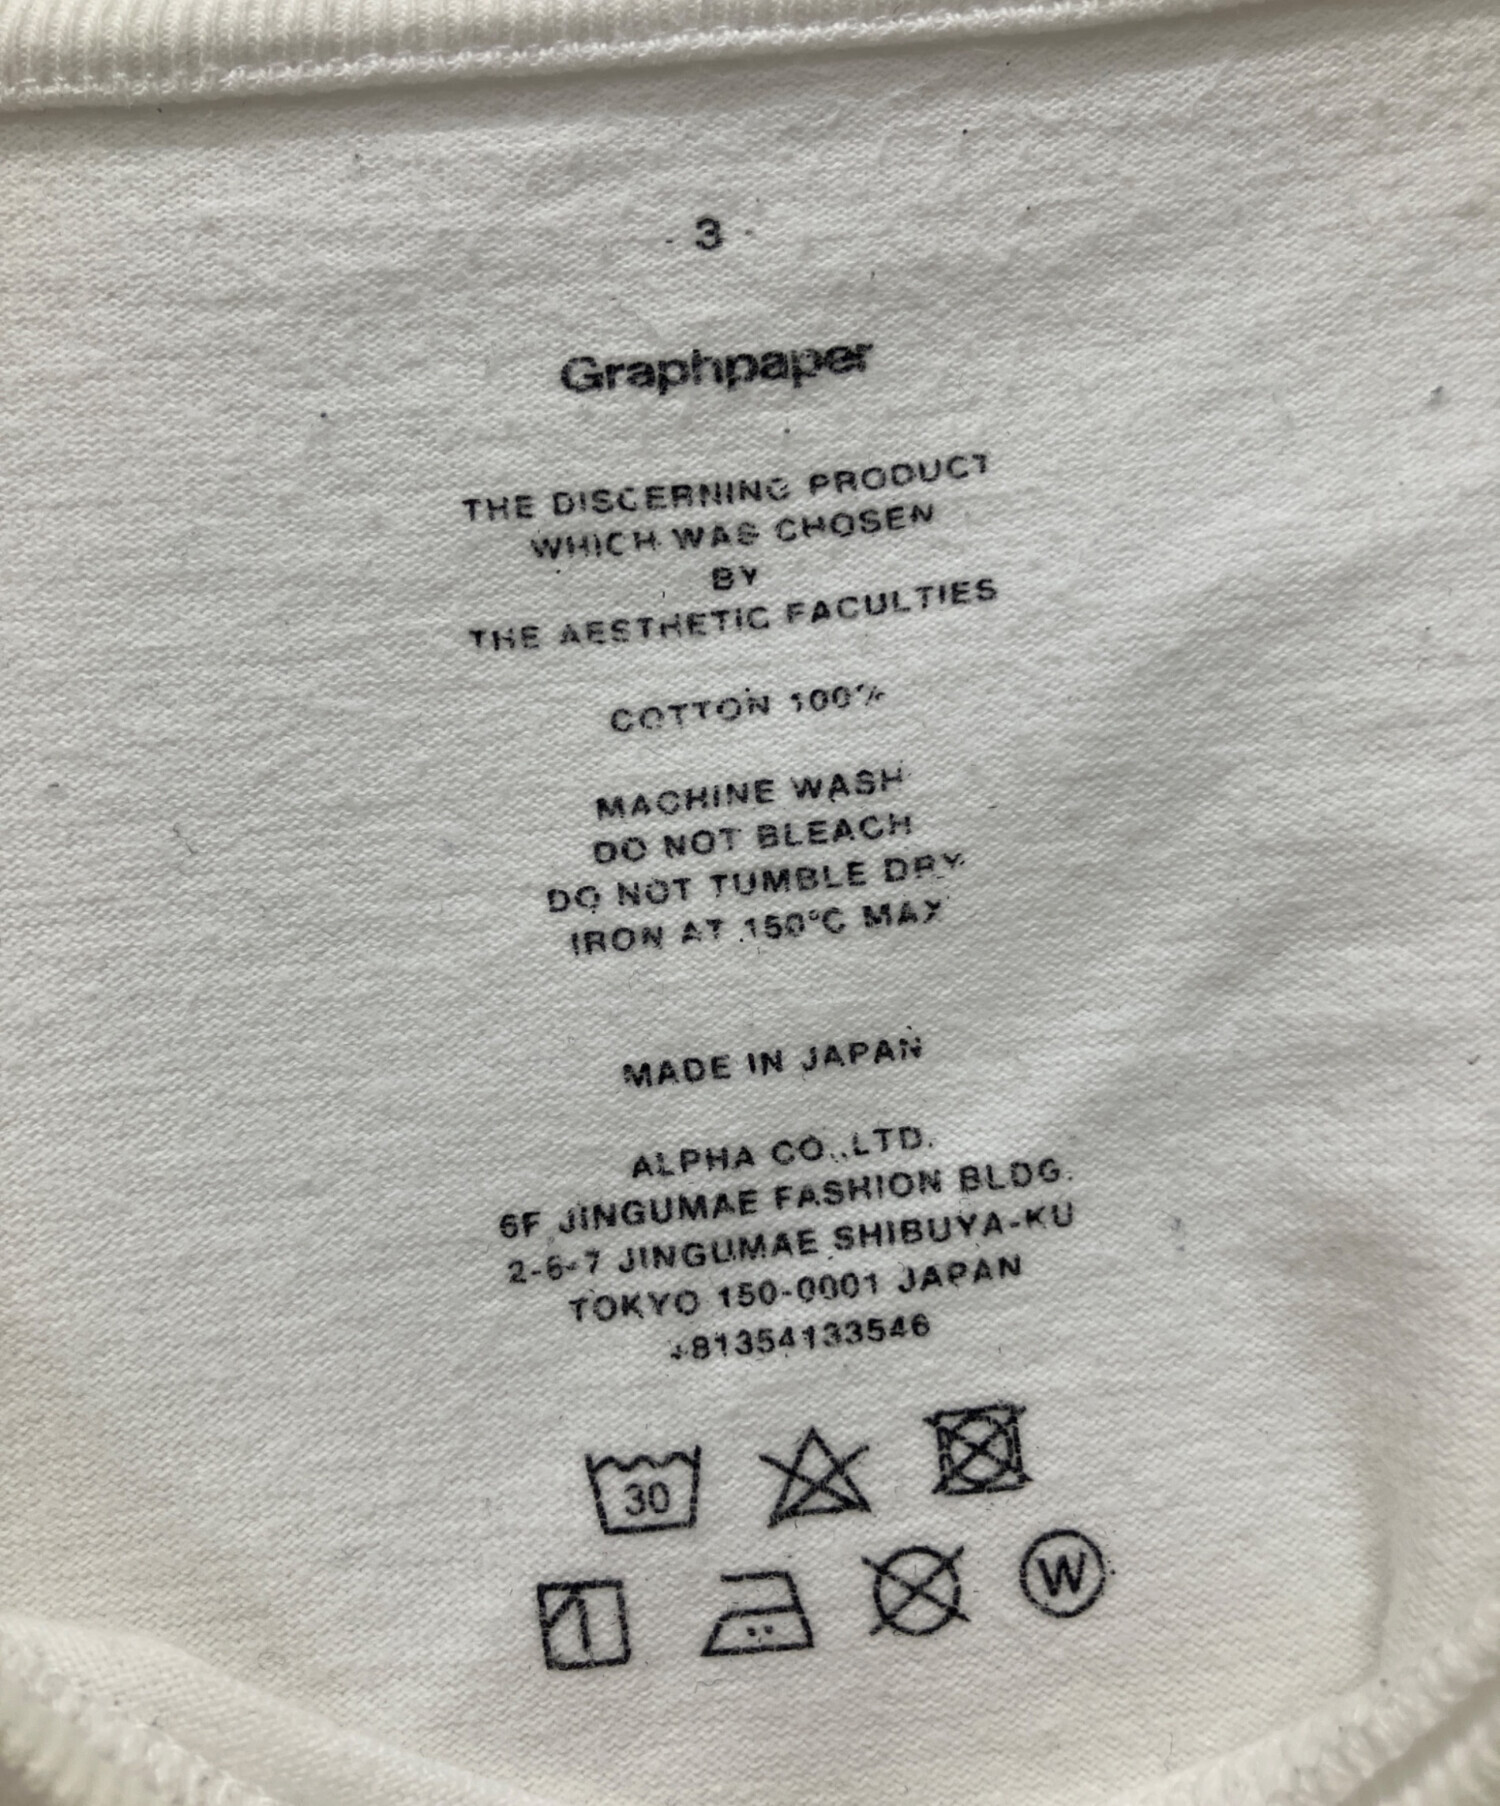 3
Graphpaper
THE DISCERNING PRODUCT
WHICH WAS CHOSEN
BY
THE AESTHETIC FACULTIES
COTTON 100%
MACHINE WASH
DO NOT BLEACH
DO NOT TUMBLE DRY
IRON AT 150°C MAX
MADE IN JAPAN
ALPHA CO.,LTD.
6F JINGUMAE FASHION BLDG.
2-6-7 JINGUMAE SHIBUYA-KU
TOKYO 150-0001 JAPAN
+81354133546
30
W